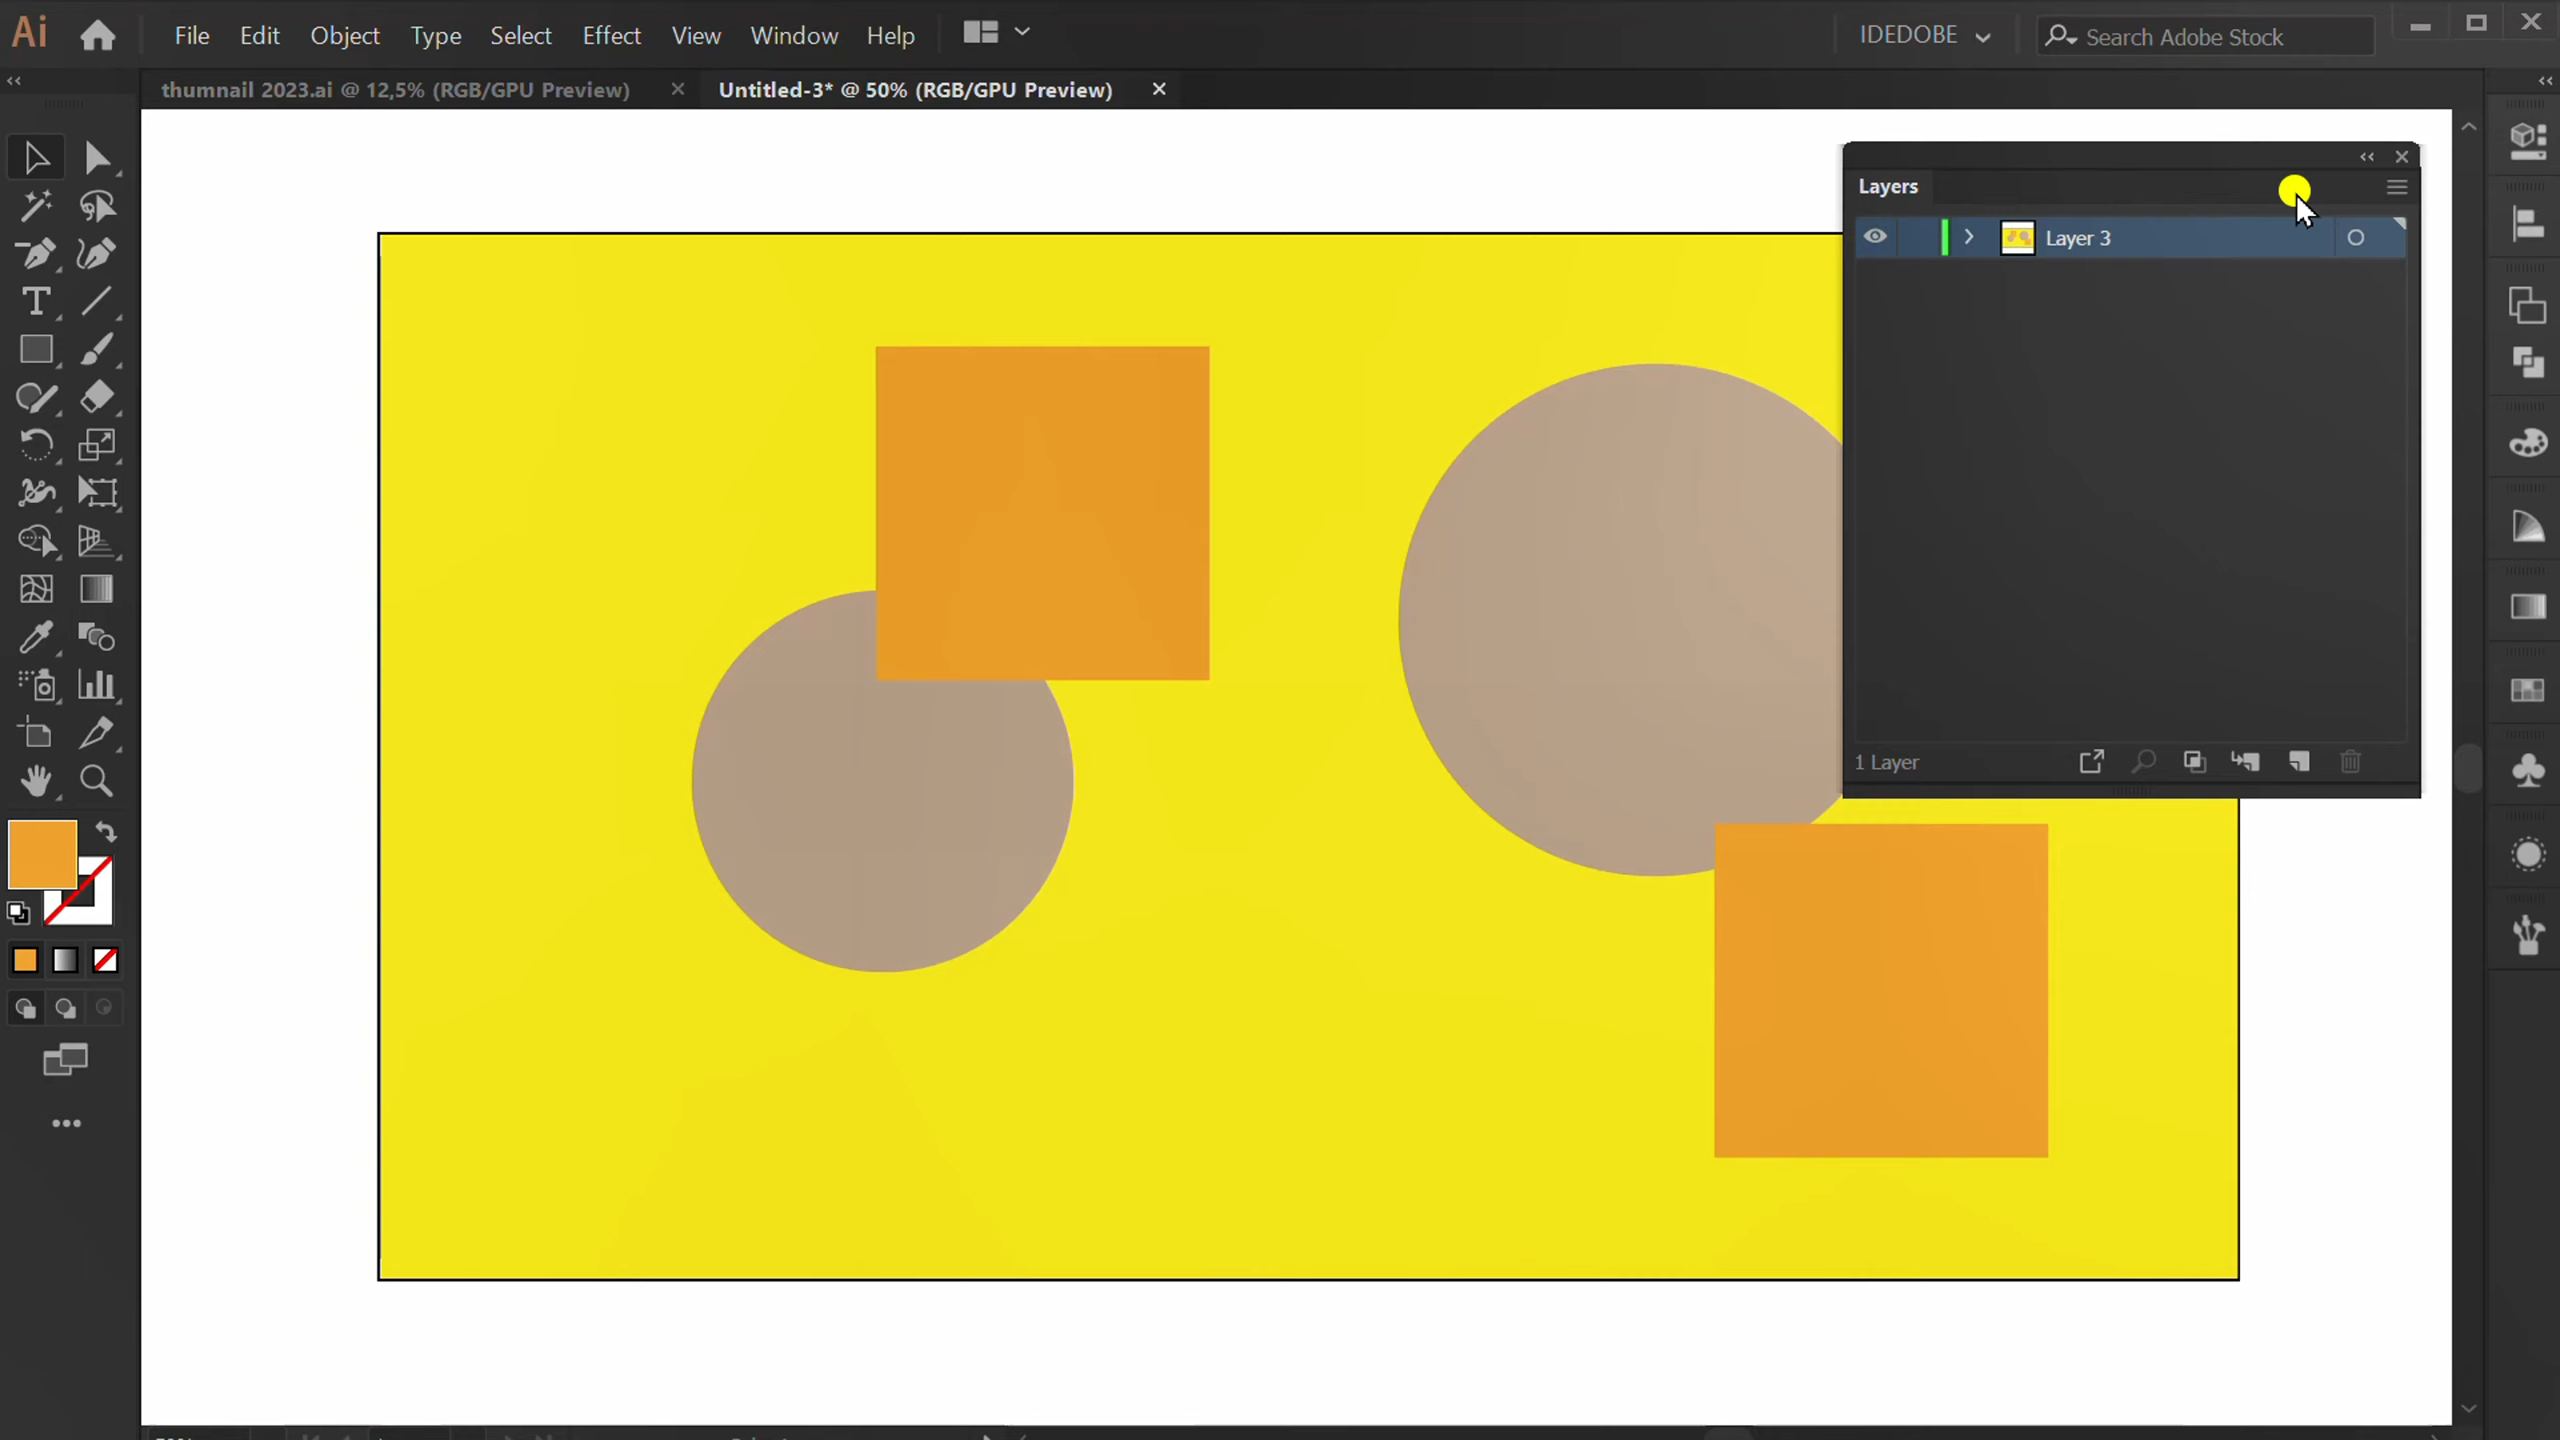 Ai File Edit Object Type Select Effect View Window Help IDEDOBE Search Adobe Stock
thumnail 2023.ai @ 12,5% (RGB/GPU Preview) Untitled-3* @ 50% (RGB/GPU Preview)
Layers
Layer 3
1 Layer